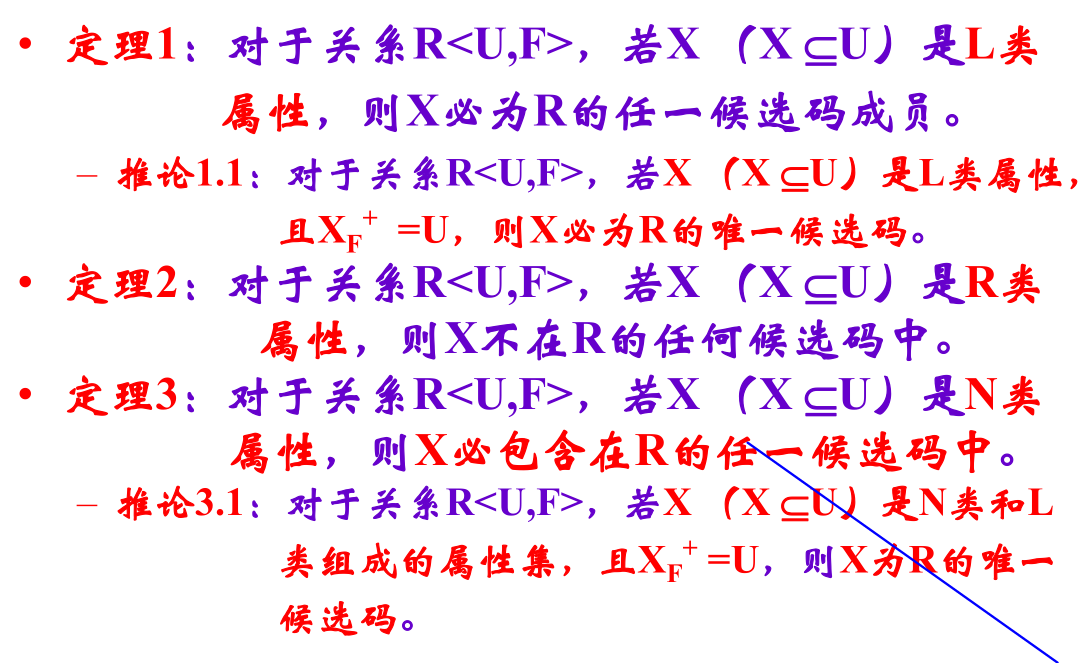 • 定理1：对于关系R<U,F>，若X（X⊆U）是L类
属性，则X必为R的任一候选码成员。
– 推论1.1：对于关系R<U,F>，若X（X⊆U）是L类属性，
且X_F^+ =U，则X必为R的唯一候选码。
• 定理2：对于关系R<U,F>，若X（X⊆U）是R类
属性，则X不在R的任何候选码中。
• 定理3：对于关系R<U,F>，若X（X⊆U）是N类
属性，则X必包含在R的任一候选码中。
– 推论3.1：对于关系R<U,F>，若X（X⊆U）是N类和L
类组成的属性集，且X_F^+ =U，则X为R的唯一
候选码。